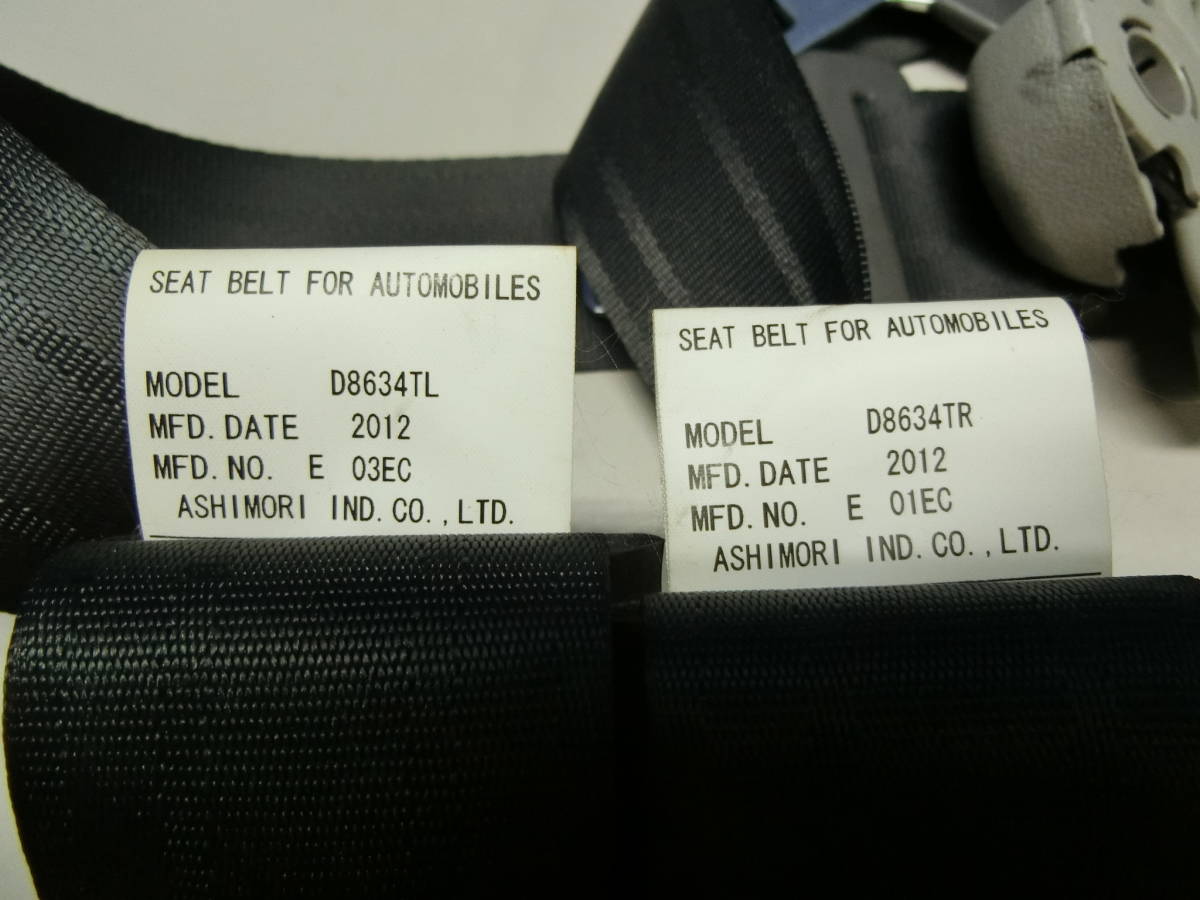 SEAT BELT FOR AUTOMOBILES
MODEL D8634TL
MFD. DATE 2012
MFD. NO. E 03EC
ASHIMORI IND. CO., LTD.
SEAT BELT FOR AUTOMOBILES
MODEL D8634TR
MFD. DATE 2012
MFD. NO. E 01EC
ASHIMORI IND. CO., LTD.